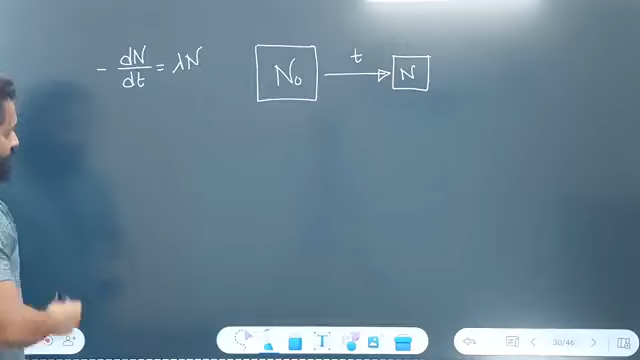 - dN/dt = λN
N₀
t
N
30/46